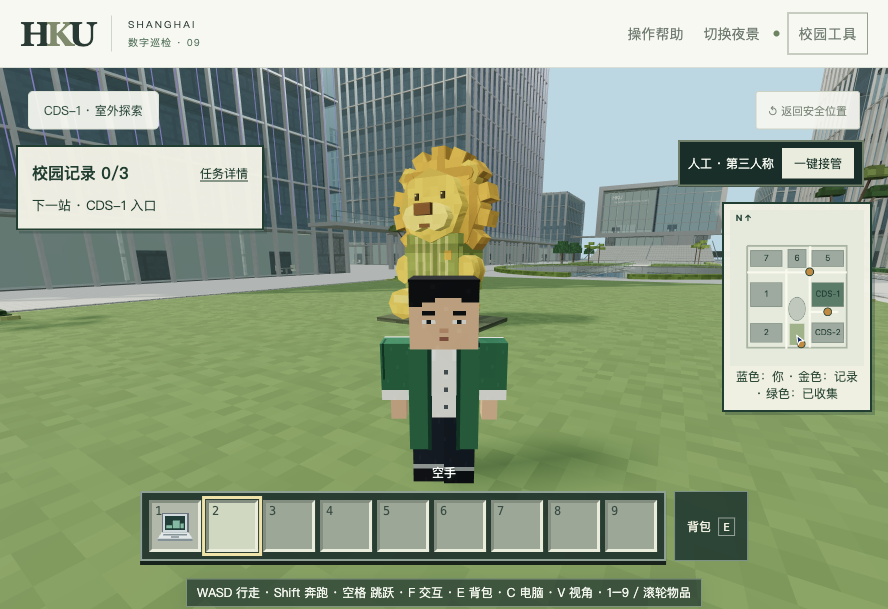 HKU
SHANGHAI
数字巡检 · 09
操作帮助
切换夜景
校园工具
CDS-1 · 室外探索
返回安全位置
校园记录 0/3
任务详情
下一站 · CDS-1 入口
人工 · 第三人称
一键接管
N↑
7
6
5
1
CDS-1
2
CDS-2
蓝色：你 · 金色：记录
· 绿色：已收集
空手
1
2
3
4
5
6
7
8
9
背包 E
WASD 行走 · Shift 奔跑 · 空格 跳跃 · F 交互 · E 背包 · C 电脑 · V 视角 · 1—9 / 滚轮物品